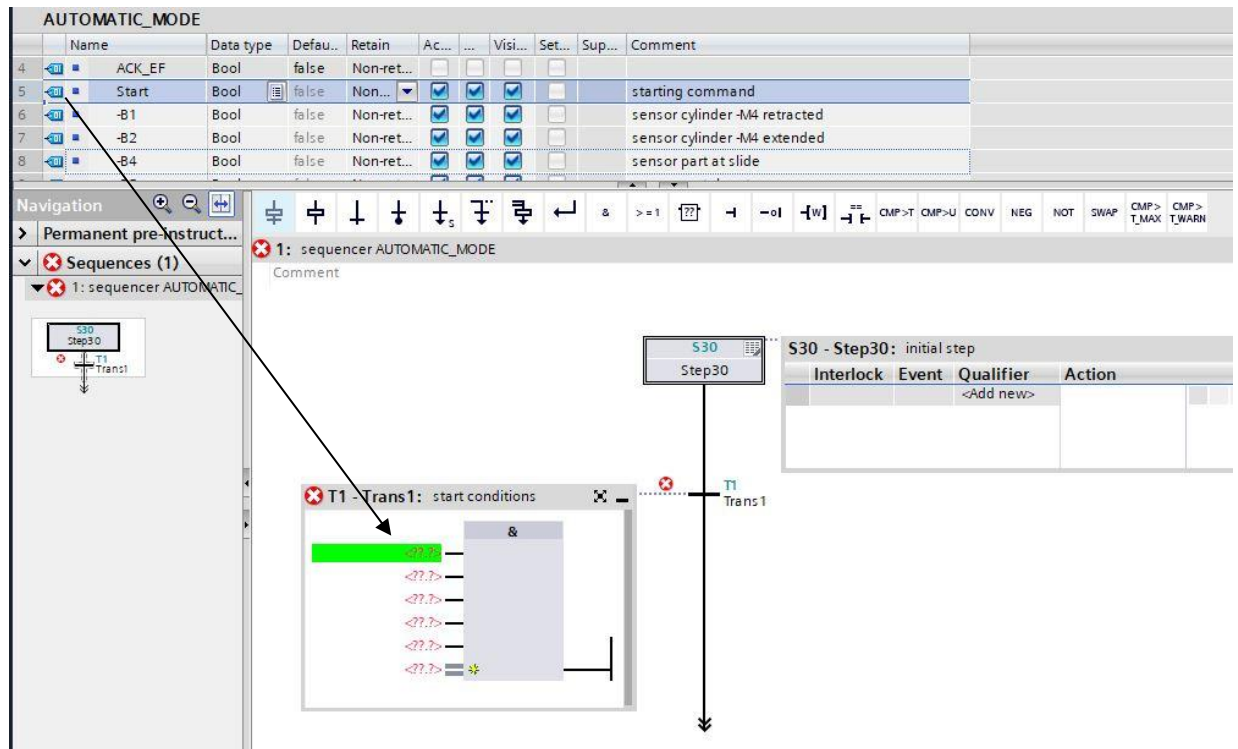 AUTOMATIC_MODE
Name Data type Defau.. Retain Ac... ... Visi... Set... Sup... Comment
4 ACK_EF Bool false Non-ret...
5 Start Bool false Non... starting command
6 -B1 Bool false Non-ret... sensor cylinder -M4 retracted
7 -B2 Bool false Non-ret... sensor cylinder -M4 extended
8 -B4 Bool false Non-ret... sensor part at slide
Navigation
S & >=1 ?? -o| -[w] == CMP>T CMP>U CONV NEG NOT SWAP CMP> T_MAX CMP> T_WARN
Permanent pre-instruct...
1: sequencer AUTOMATIC_MODE
Sequences (1)
Comment
1: sequencer AUTOMATIC_
S30
Step30
T1
Trans1
S30
Step30
S30 - Step30: initial step
Interlock Event Qualifier Action
<Add new>
T1
Trans1
T1 - Trans1: start conditions
&
<??.?>
<??.?>
<??.?>
<??.?>
<??.?>
<??.?>